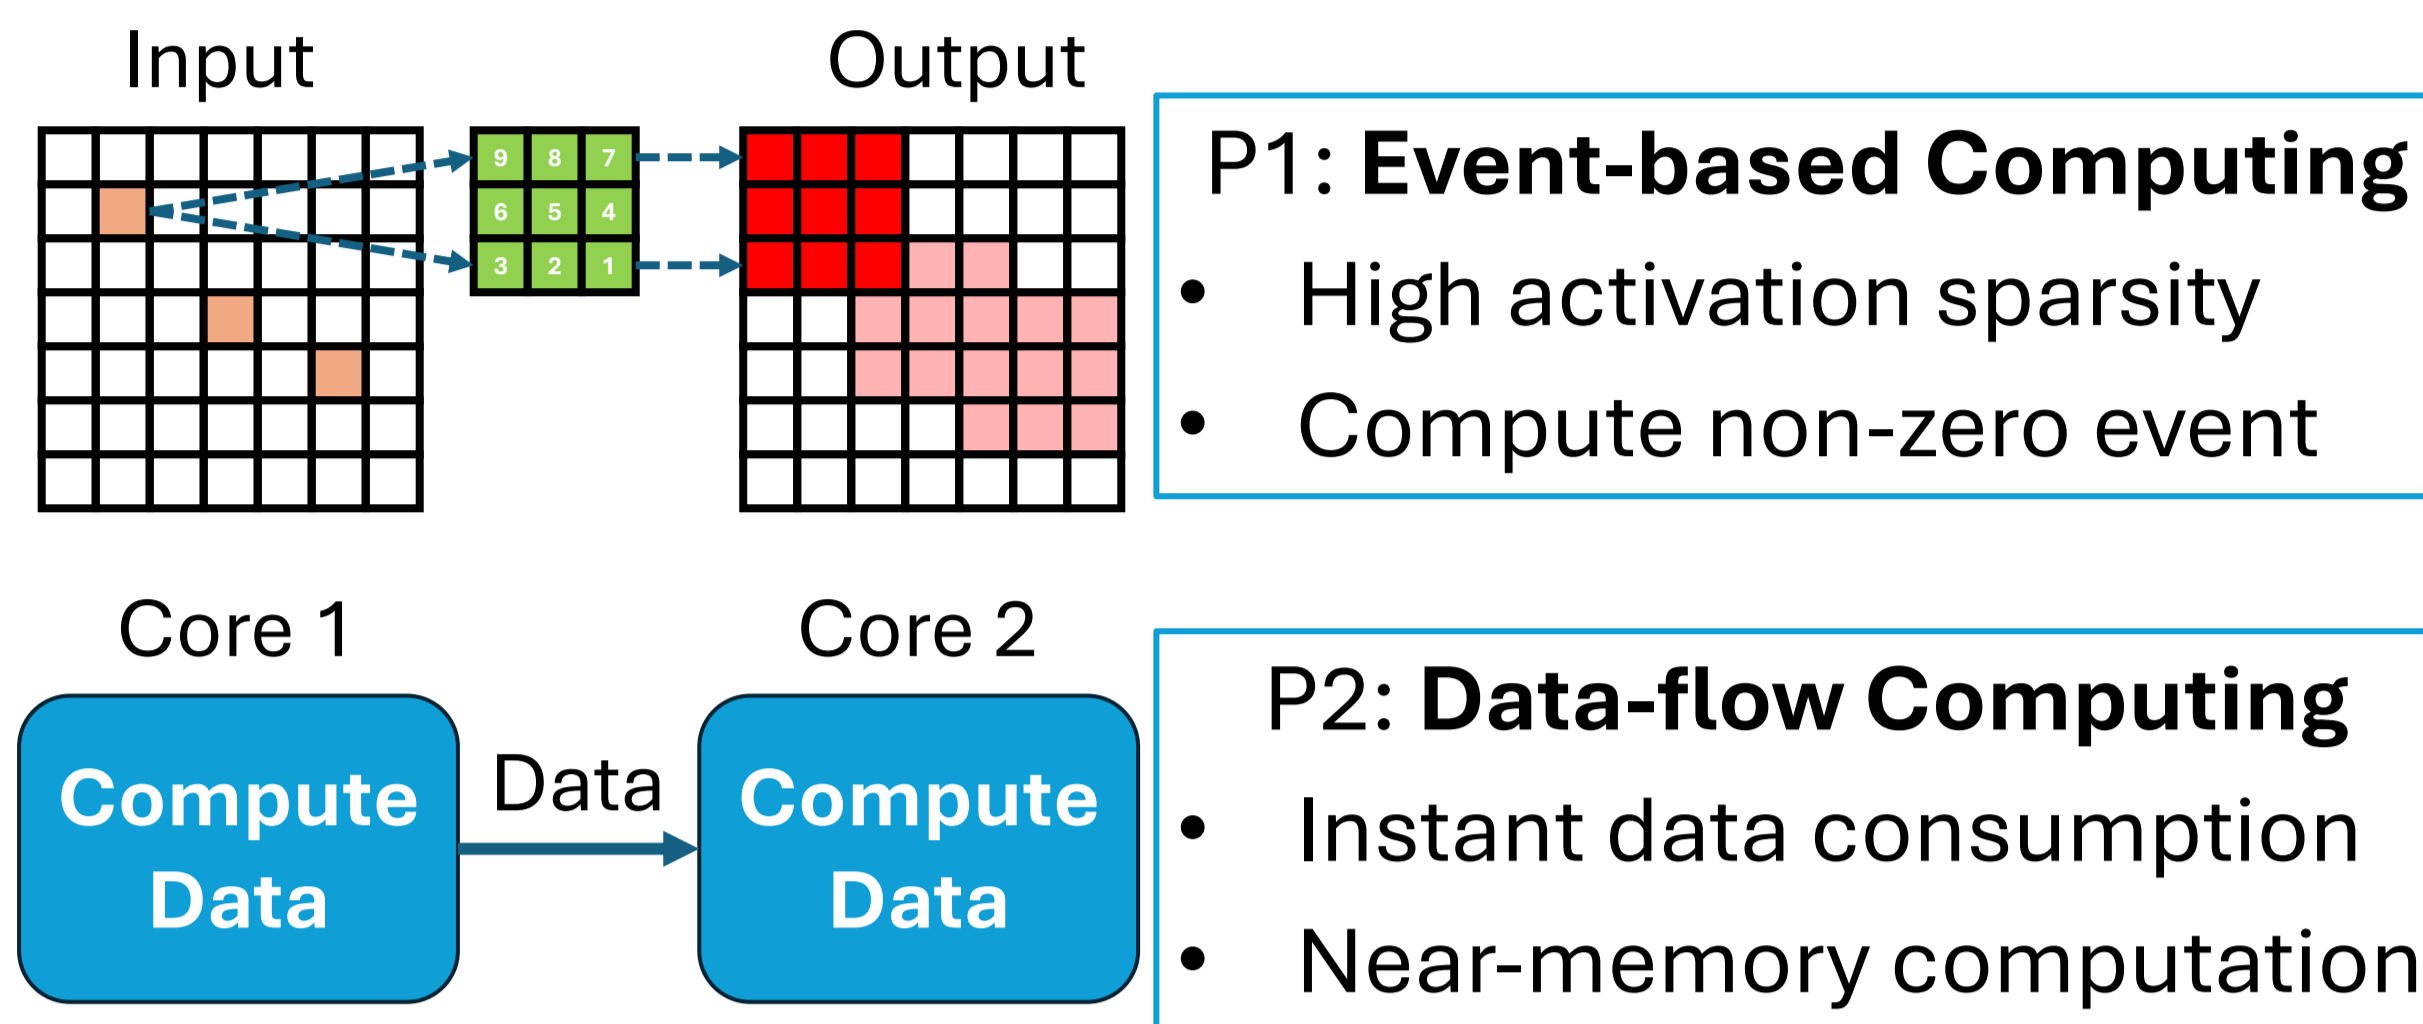 Input
Output
9 8 7
6 5 4
3 2 1
P1: Event-based Computing
• High activation sparsity
• Compute non-zero event
Core 1
Core 2
Compute
Data
Data
Compute
Data
P2: Data-flow Computing
• Instant data consumption
• Near-memory computation